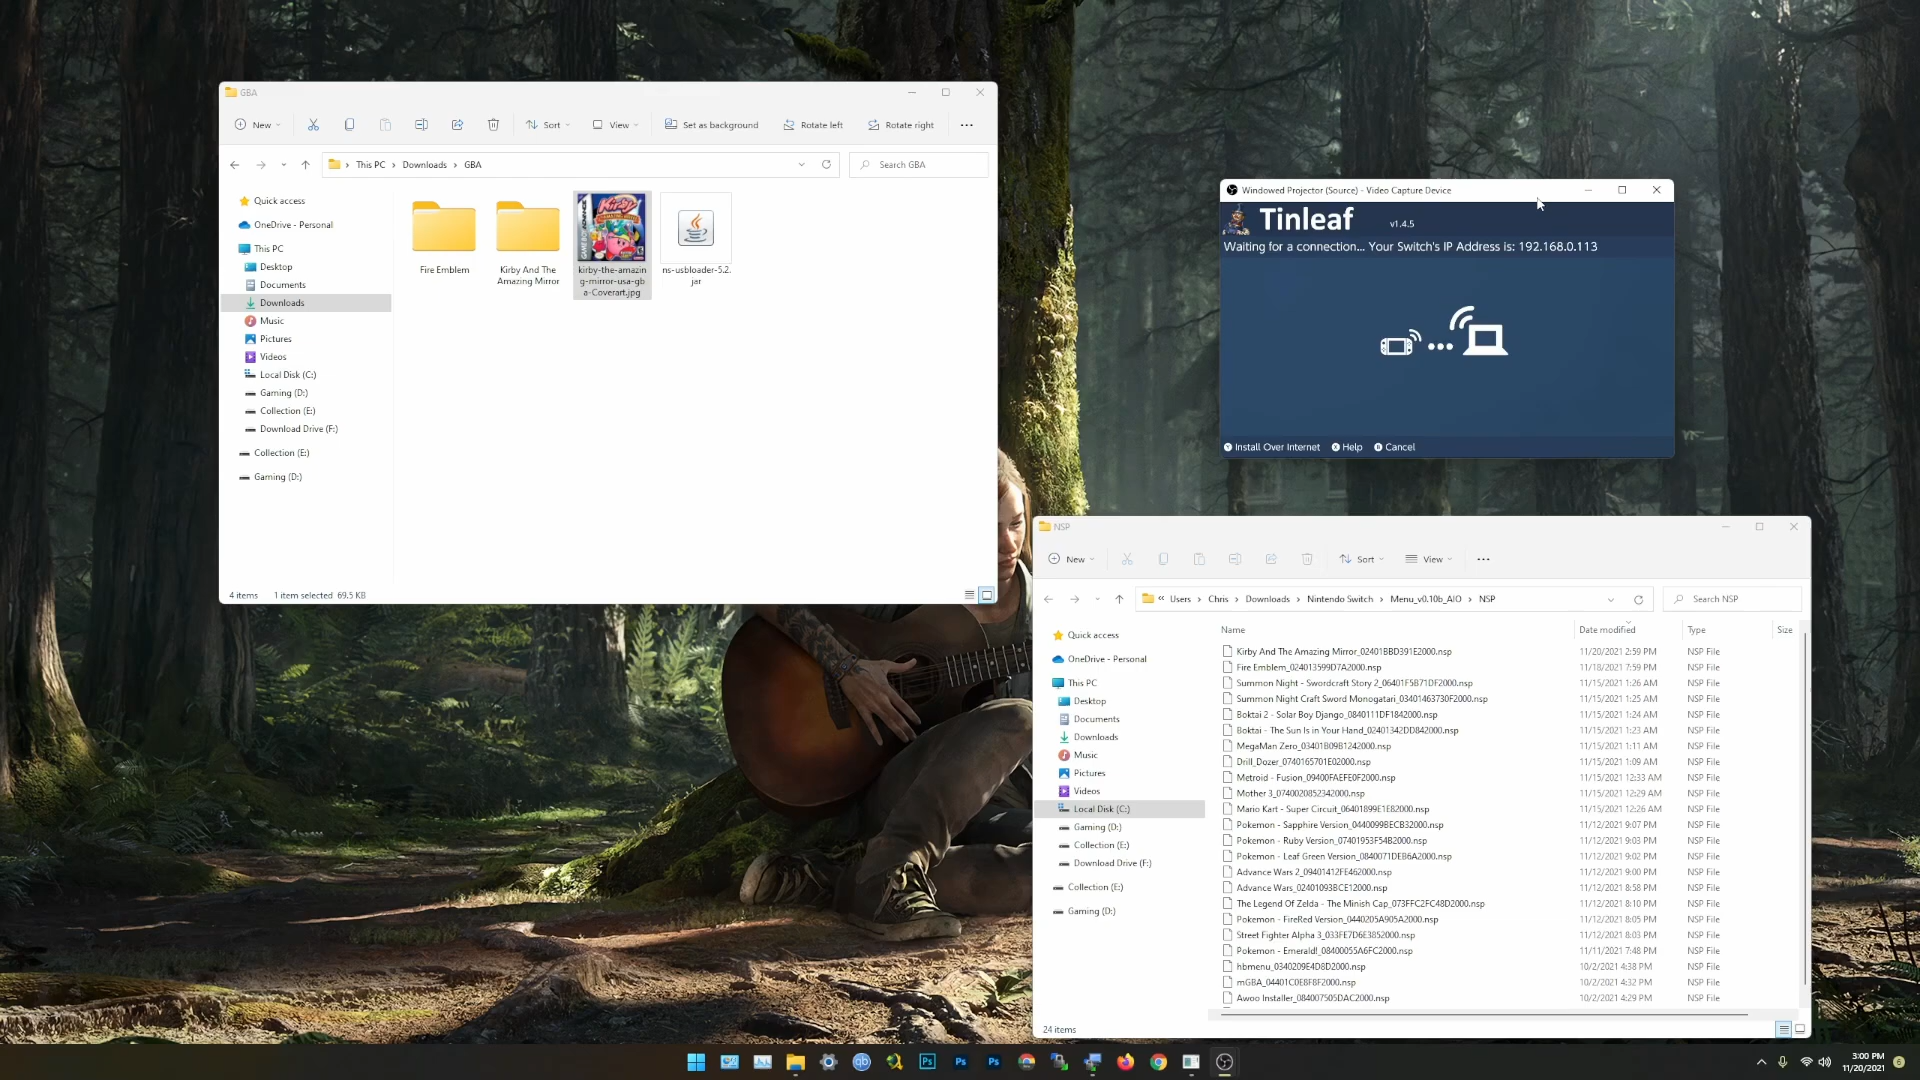 GBA
New
Sort
View
Set as background
Rotate left
Rotate right
This PC > Downloads > GBA
Search GBA
Quick access
OneDrive - Personal
This PC
Desktop
Documents
Downloads
Music
Pictures
Videos
Local Disk (C:)
Gaming (D:)
Collection (E:)
Download Drive (F:)
Collection (E:)
Gaming (D:)
Fire Emblem
Kirby And The
Amazing Mirror
kirby-the-amazin
g-mirror-usa-gb
a-Coverart.jpg
ns-usbloader-5.2.
jar
4 items 1 item selected 69.5 KB
Windowed Projector (Source) - Video Capture Device
Tinleaf v1.4.5
Waiting for a connection... Your Switch's IP Address is: 192.168.0.113
Install Over Internet Help Cancel
NSP
New
Sort
View
Users > Chris > Downloads > Nintendo Switch > Menu_v0.10b_AIO > NSP
Search NSP
Quick access
OneDrive - Personal
This PC
Desktop
Documents
Downloads
Music
Pictures
Videos
Local Disk (C:)
Gaming (D:)
Collection (E:)
Download Drive (F:)
Collection (E:)
Gaming (D:)
Name Date modified Type Size
Kirby And The Amazing Mirror_02401BBD391E2000.nsp 11/20/2021 2:59 PM NSP File
Fire Emblem_024013599D7A2000.nsp 11/18/2021 7:59 PM NSP File
Summon Night - Swordcraft Story 2_06401F5B71DF2000.nsp 11/15/2021 1:26 AM NSP File
Summon Night Craft Sword Monogatari_03401463730F2000.nsp 11/15/2021 1:25 AM NSP File
Boktai 2 - Solar Boy Django_0840111DF1842000.nsp 11/15/2021 1:24 AM NSP File
Boktai - The Sun Is in Your Hand_02401342DD842000.nsp 11/15/2021 1:23 AM NSP File
MegaMan Zero_03401B09B1242000.nsp 11/15/2021 1:11 AM NSP File
Drill_Dozer_0740165701E02000.nsp 11/15/2021 1:09 AM NSP File
Metroid - Fusion_09400FAEFE0F2000.nsp 11/15/2021 12:33 AM NSP File
Mother 3_0740020852342000.nsp 11/15/2021 12:29 AM NSP File
Mario Kart - Super Circuit_06401899E1E82000.nsp 11/15/2021 12:26 AM NSP File
Pokemon - Sapphire Version_0440099BECB32000.nsp 11/12/2021 9:07 PM NSP File
Pokemon - Ruby Version_07401953F54B2000.nsp 11/12/2021 9:03 PM NSP File
Pokemon - Leaf Green Version_0840071DEB6A2000.nsp 11/12/2021 9:02 PM NSP File
Advance Wars 2_09401412FE462000.nsp 11/12/2021 9:00 PM NSP File
Advance Wars_02401093BCE12000.nsp 11/12/2021 8:58 PM NSP File
The Legend Of Zelda - The Minish Cap_073FFC2FC48D2000.nsp 11/12/2021 8:10 PM NSP File
Pokemon - FireRed Version_0440205A905A2000.nsp 11/12/2021 8:05 PM NSP File
Street Fighter Alpha 3_033FE7D6E3852000.nsp 11/12/2021 8:03 PM NSP File
Pokemon - Emerald!_08400055A6FC2000.nsp 11/11/2021 7:48 PM NSP File
hbmenu_0340209E4D8D2000.nsp 10/2/2021 4:38 PM NSP File
mGBA_04401C0E8F8F2000.nsp 10/2/2021 4:32 PM NSP File
Awoo Installer_084007505DAC2000.nsp 10/2/2021 4:29 PM NSP File
24 items
3:00 PM
11/20/2021